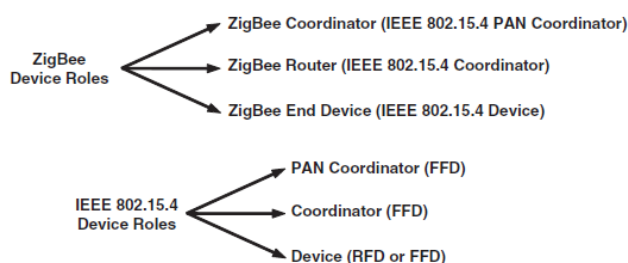 ZigBee
Device Roles
ZigBee Coordinator (IEEE 802.15.4 PAN Coordinator)
ZigBee Router (IEEE 802.15.4 Coordinator)
ZigBee End Device (IEEE 802.15.4 Device)
IEEE 802.15.4
Device Roles
PAN Coordinator (FFD)
Coordinator (FFD)
Device (RFD or FFD)